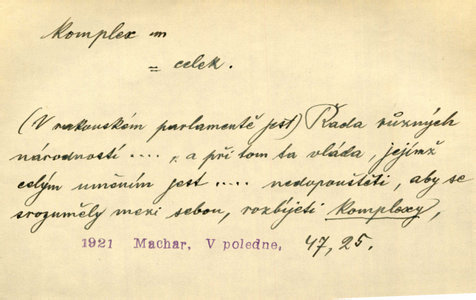 Komplex m
= celek.
(V rakouském parlamentě jest) Řada různých
národností ...., a při tom ta vláda, jejímž
celým uměním jest ..... nedopouštěti, aby se
srozuměly mezi sebou, rozbíjeti komplexy,
1921 Machar, V poledne, 47, 25.